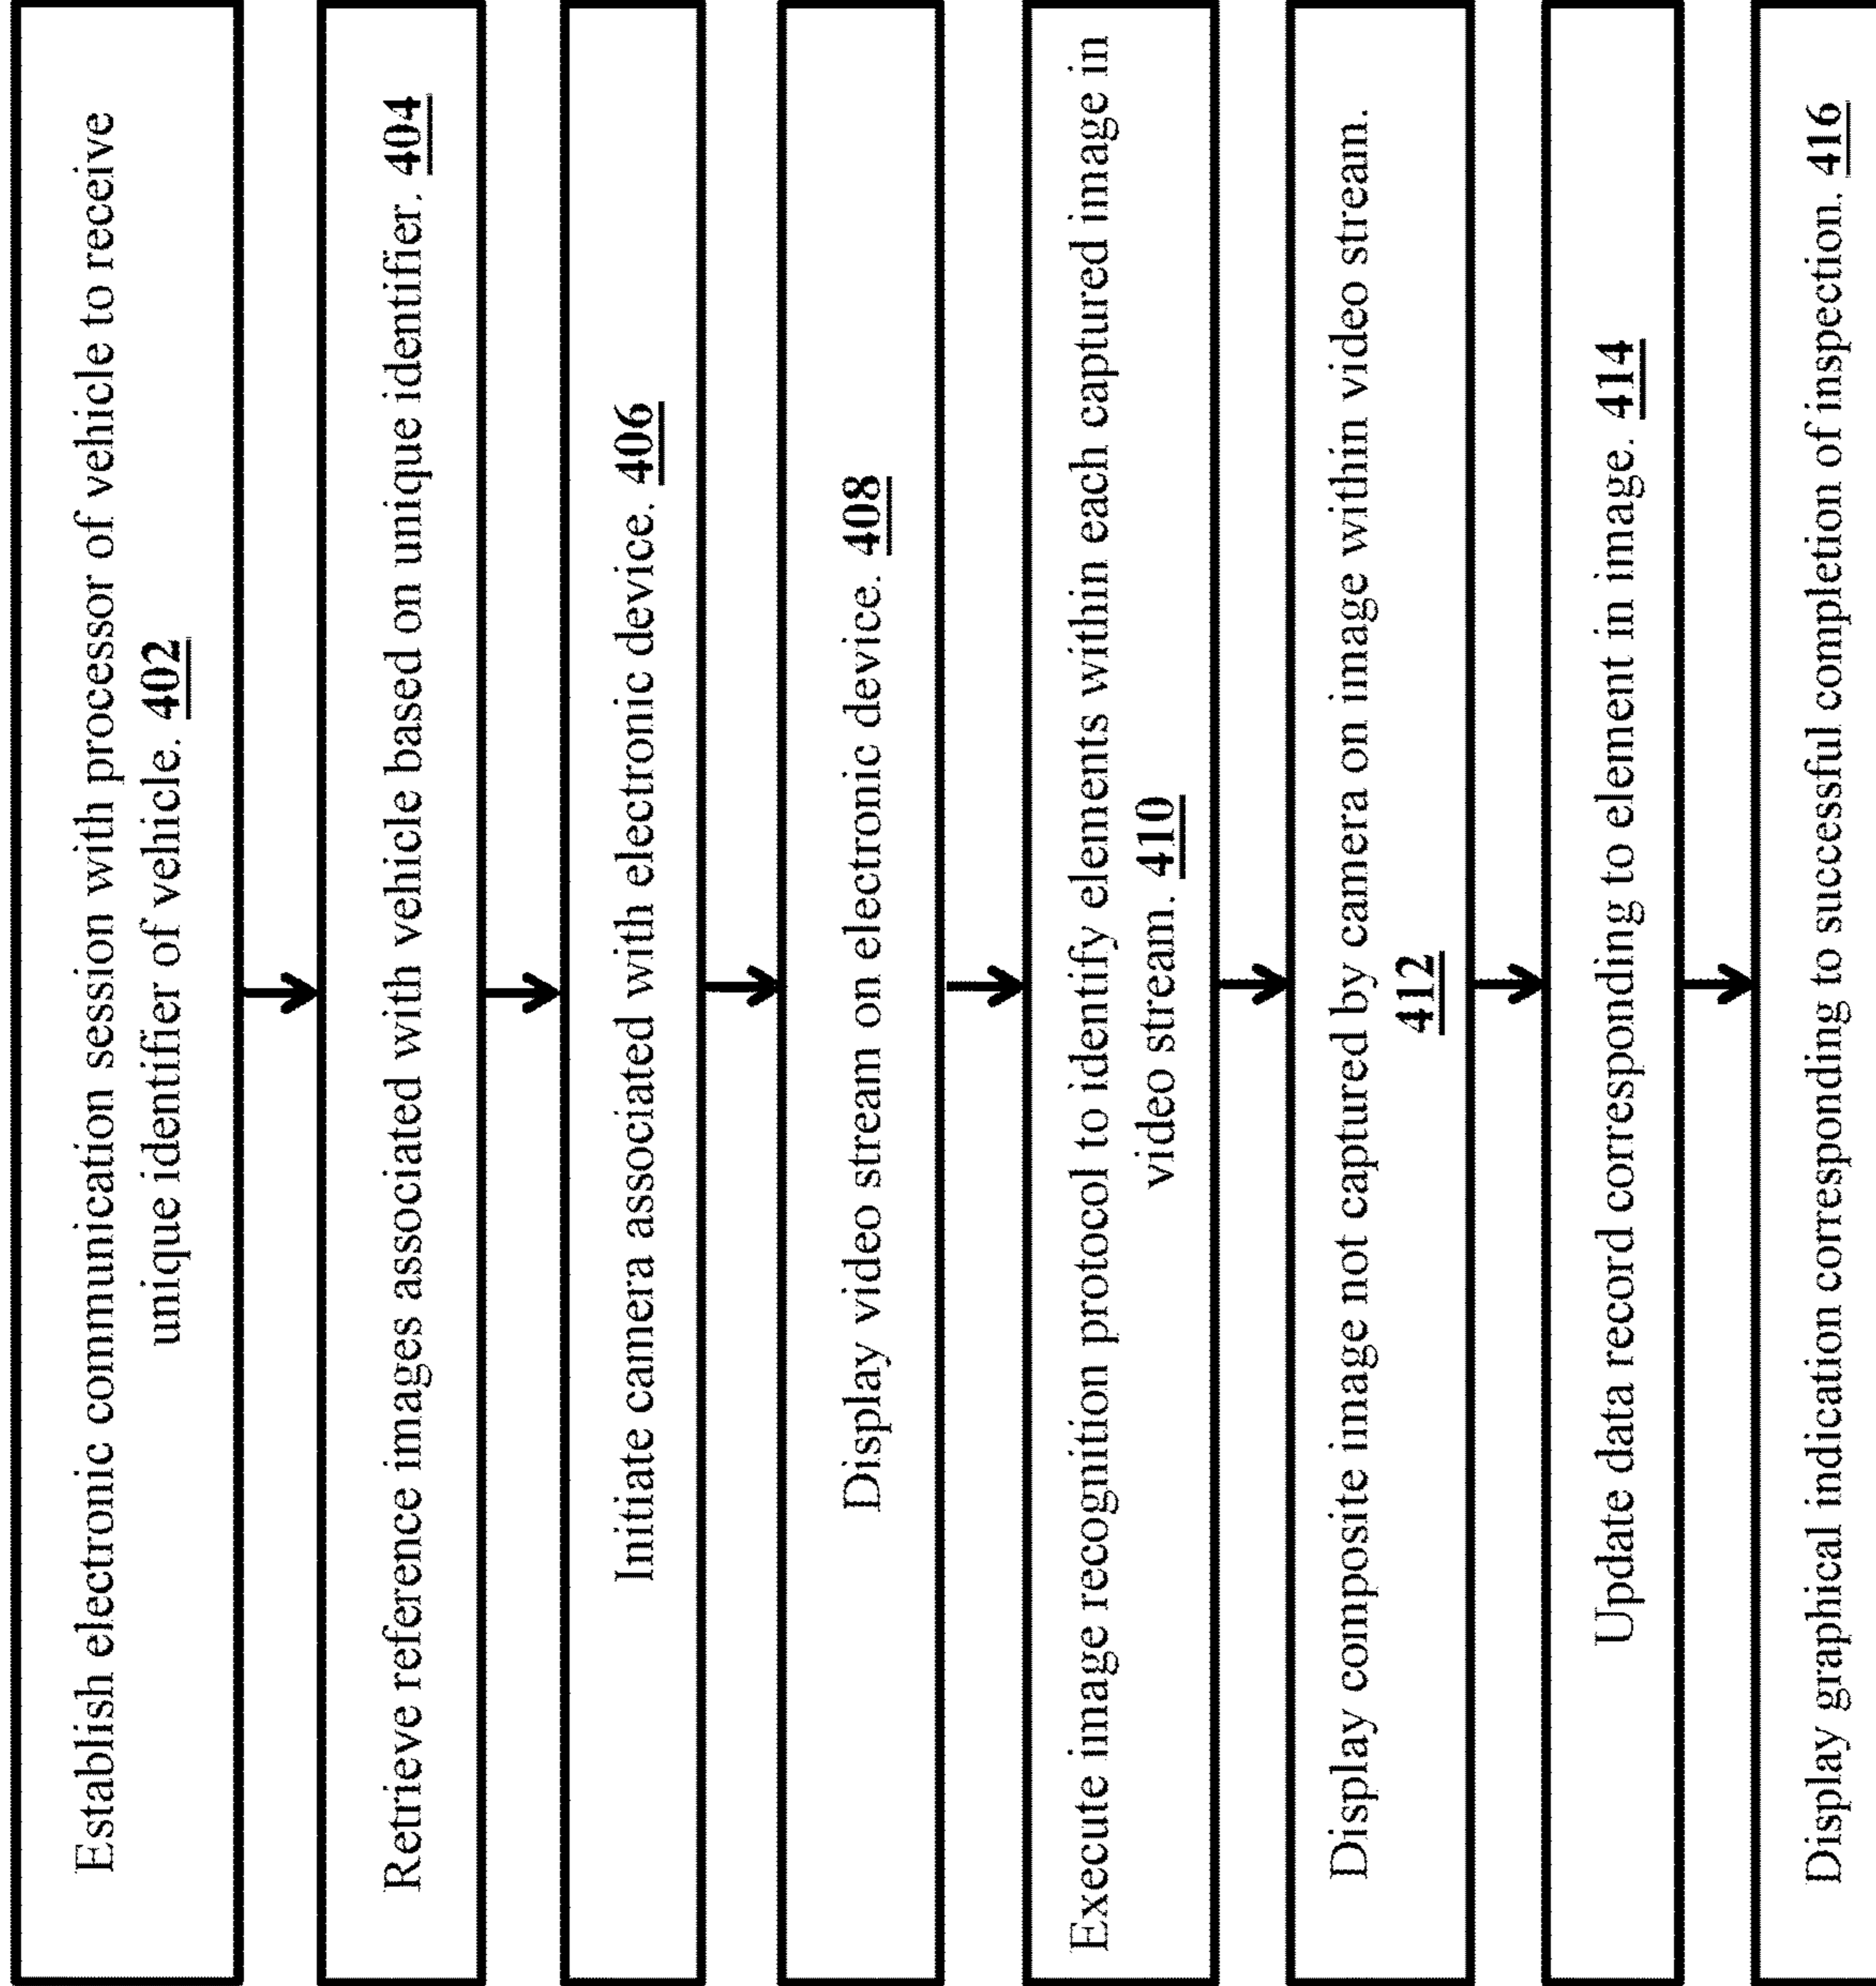 Establish electronic communication session with processor of vehicle to receive
unique identifier of vehicle. 402
Retrieve reference images associated with vehicle based on unique identifier. 404
Initiate camera associated with electronic device. 406
Display video stream on electronic device. 408
Execute image recognition protocol to identify elements within each captured image in
video stream. 410
Display composite image not captured by camera on image within video stream.
412
Update data record corresponding to element in image. 414
Display graphical indication corresponding to successful completion of inspection. 416